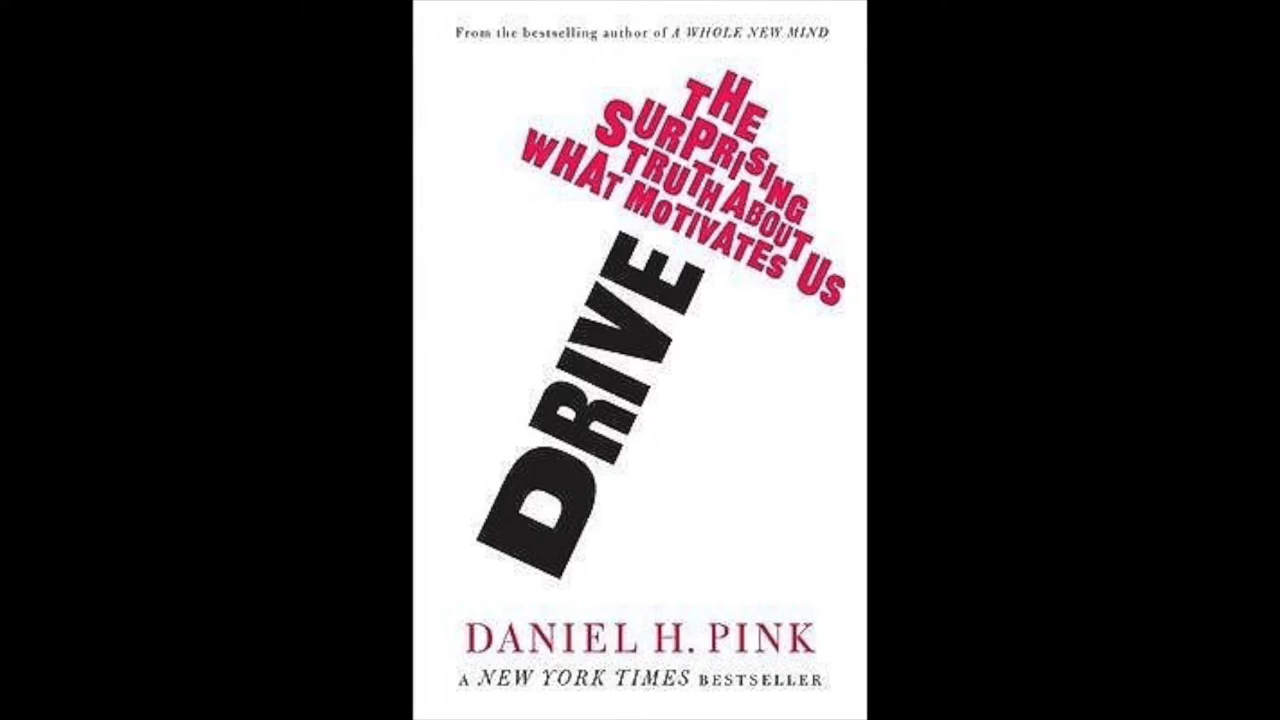 From the bestselling author of A WHOLE NEW MIND
THE
SURPRISING
TRUTH ABOUT
WHAT MOTIVATES US
DRIVE
DANIEL H. PINK
A NEW YORK TIMES BESTSELLER